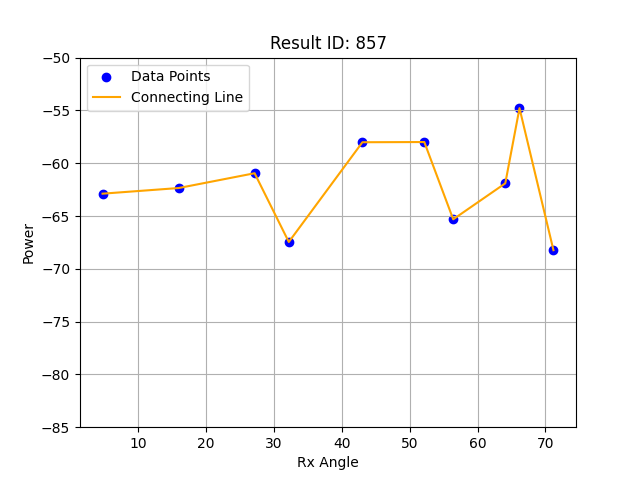 Result ID: 857
Data Points
Connecting Line
Power
−50
−55
−60
−65
−70
−75
−80
−85
10 20 30 40 50 60 70
Rx Angle